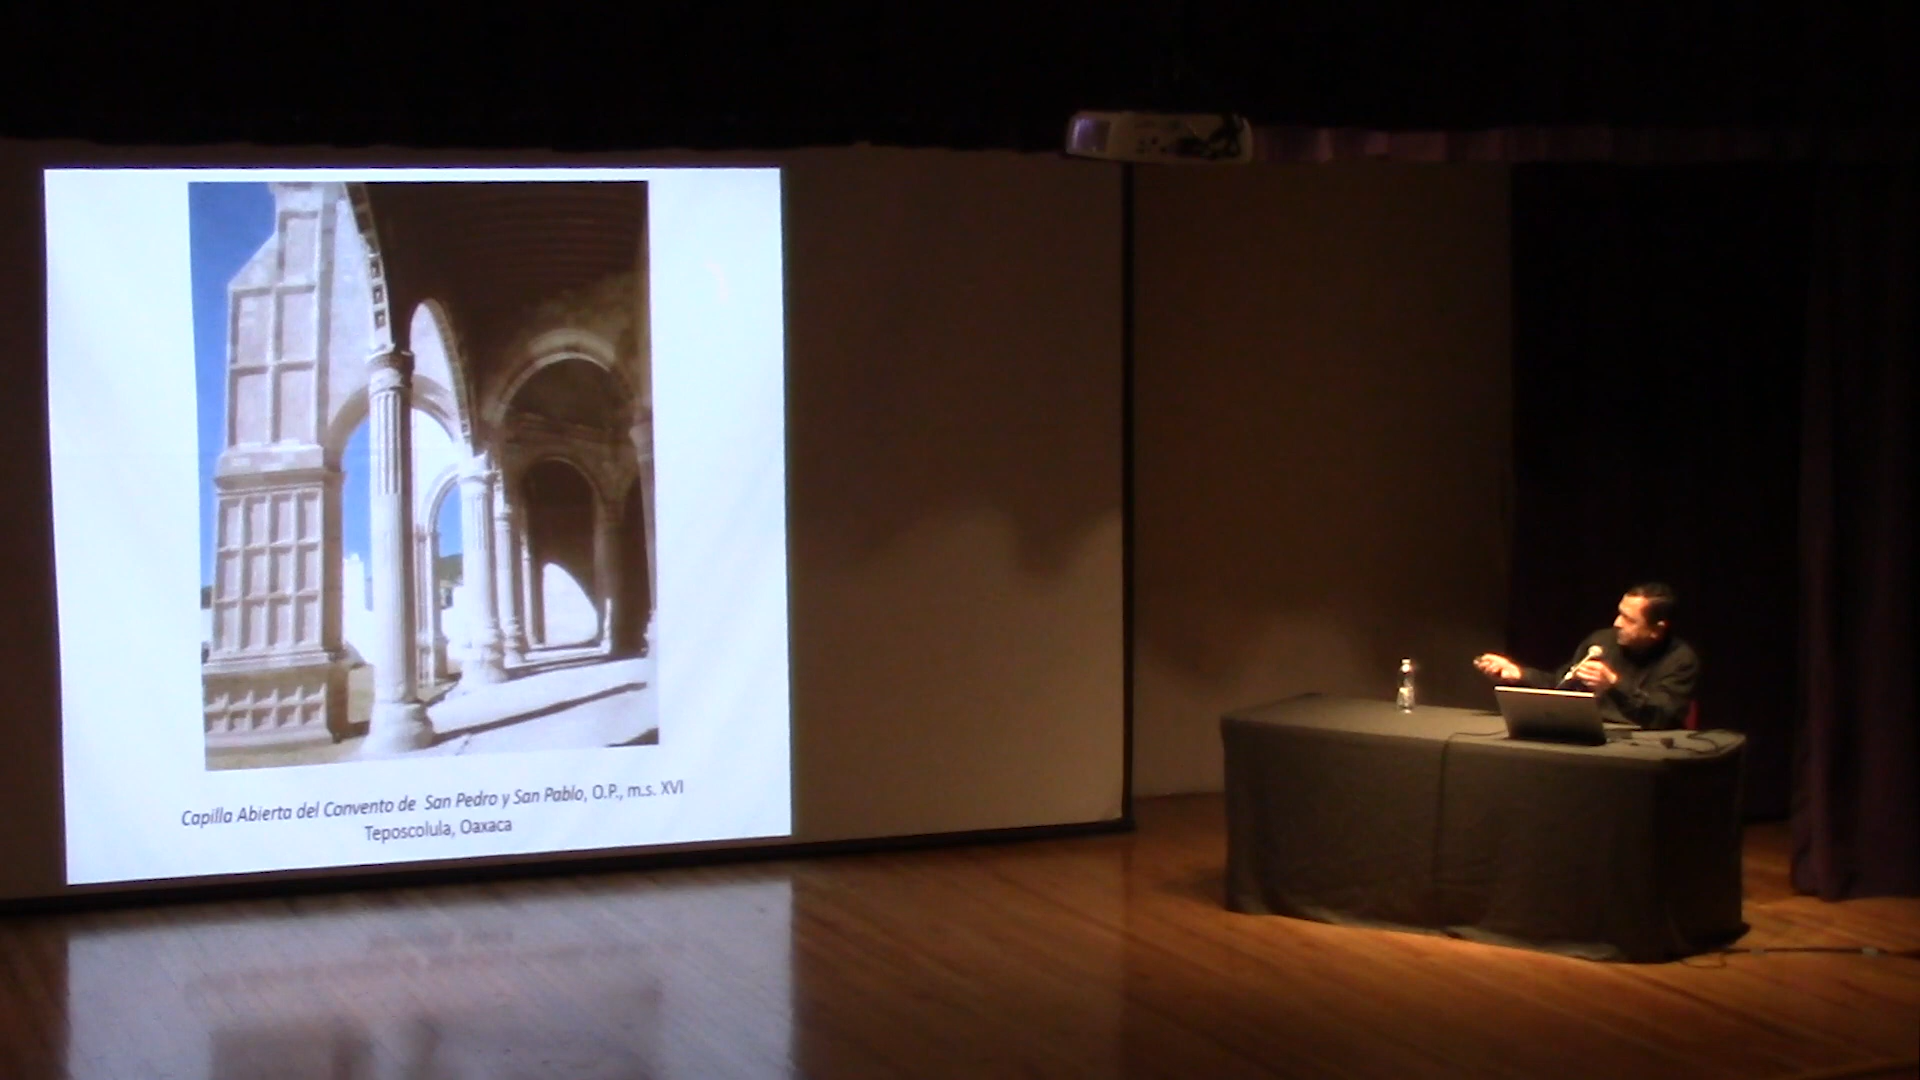 Capilla Abierta del Convento de San Pedro y San Pablo, O.P., m.s. XVI
Teposcolula, Oaxaca